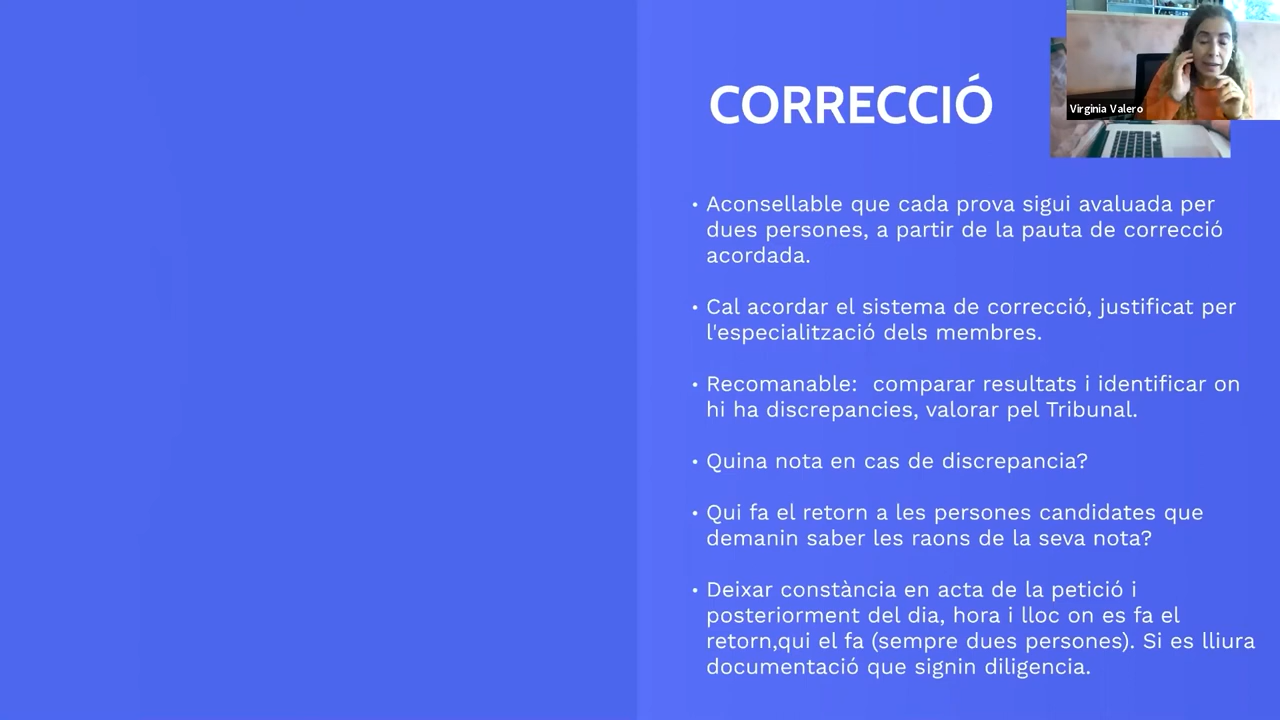 CORRECCIÓ
Virginia Valero
• Aconsellable que cada prova sigui avaluada per
dues persones, a partir de la pauta de correcció
acordada.
• Cal acordar el sistema de correcció, justificat per
l'especialització dels membres.
• Recomanable:  comparar resultats i identificar on
hi ha discrepancies, valorar pel Tribunal.
• Quina nota en cas de discrepancia?
• Qui fa el retorn a les persones candidates que
demanin saber les raons de la seva nota?
• Deixar constància en acta de la petició i
posteriorment del dia, hora i lloc on es fa el
retorn,qui el fa (sempre dues persones). Si es lliura
documentació que signin diligencia.